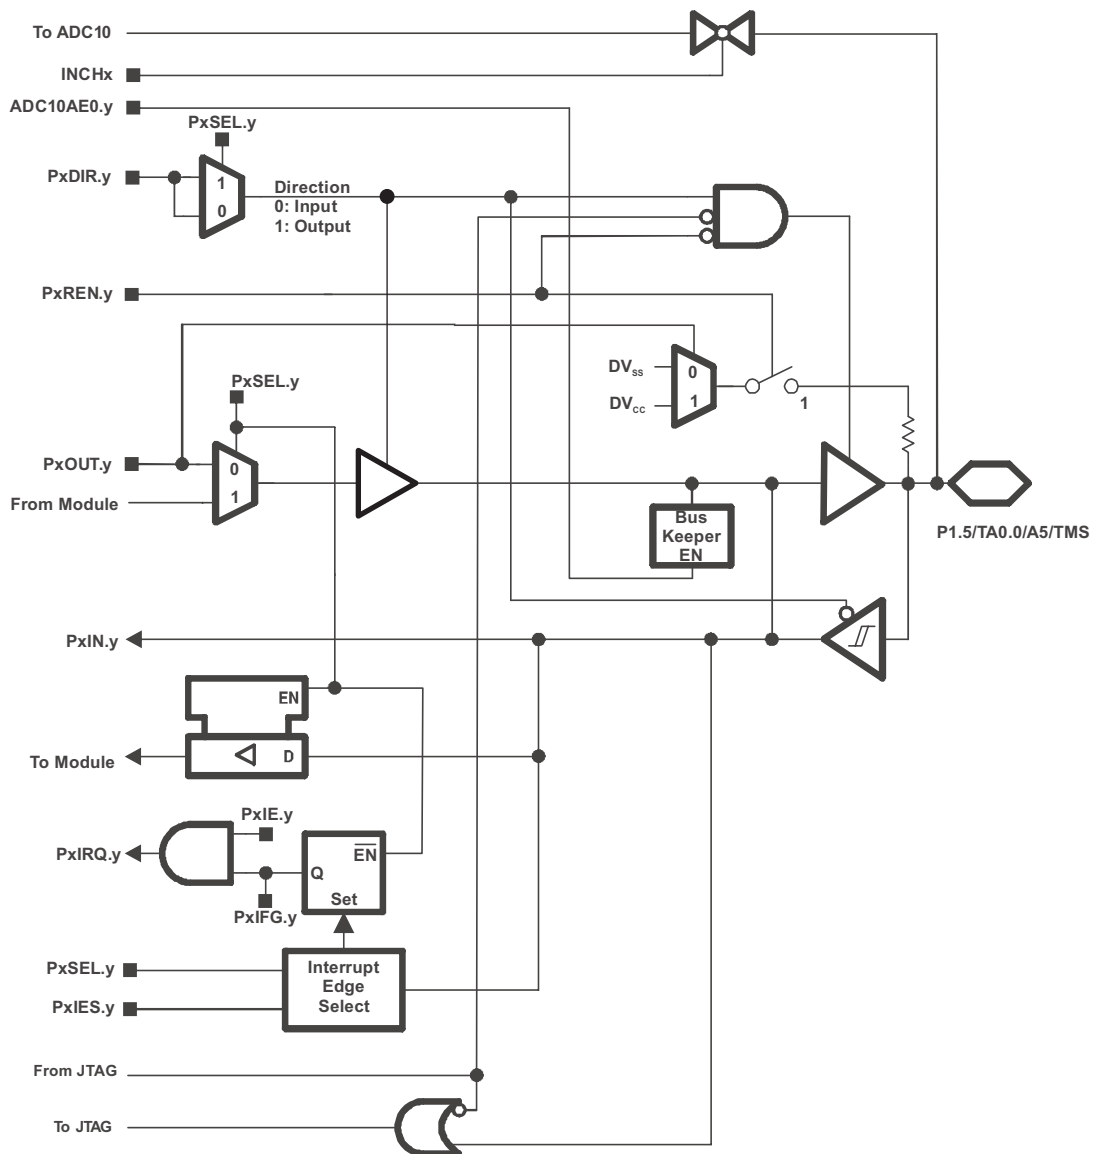 To ADC10
INCHx
ADC10AE0.y
PxSEL.y
PxDIR.y
1
0
Direction
0: Input
1: Output
PxREN.y
DVSS
0
DVCC
1
1
PxSEL.y
PxOUT.y
0
From Module
1
Bus
Keeper
EN
P1.5/TA0.0/A5/TMS
PxIN.y
EN
To Module
D
PxIE.y
PxIRQ.y
EN
Q
Set
PxIFG.y
PxSEL.y
Interrupt
Edge
Select
PxIES.y
From JTAG
To JTAG